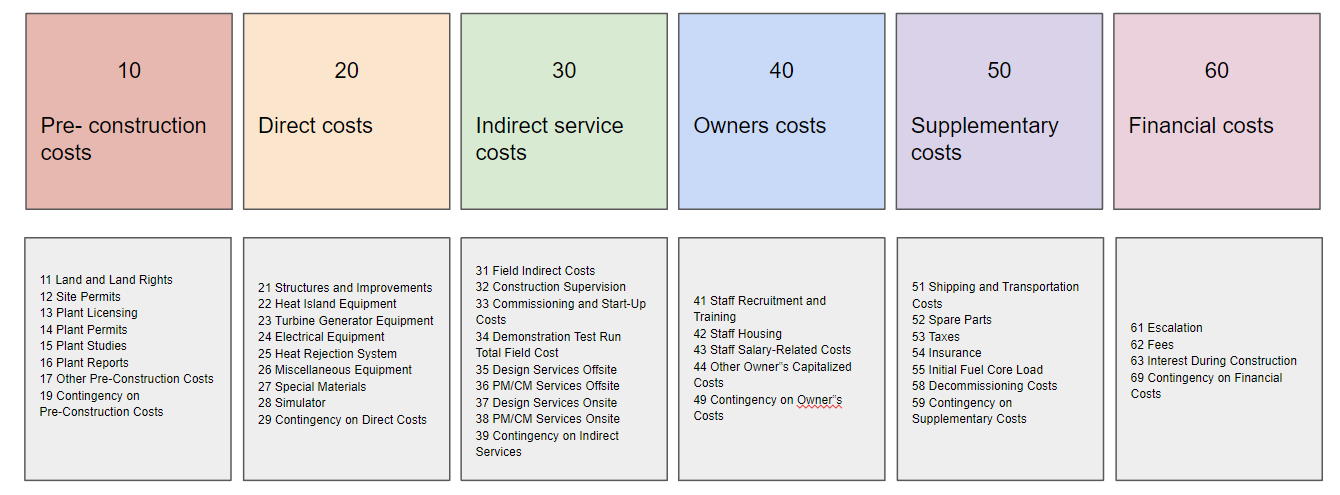 10
Pre- construction
costs
20
Direct costs
30
Indirect service
costs
40
Owners costs
50
Supplementary
costs
60
Financial costs
11 Land and Land Rights
12 Site Permits
13 Plant Licensing
14 Plant Permits
15 Plant Studies
16 Plant Reports
17 Other Pre-Construction Costs
19 Contingency on
Pre-Construction Costs
21 Structures and Improvements
22 Heat Island Equipment
23 Turbine Generator Equipment
24 Electrical Equipment
25 Heat Rejection System
26 Miscellaneous Equipment
27 Special Materials
28 Simulator
29 Contingency on Direct Costs
31 Field Indirect Costs
32 Construction Supervision
33 Commissioning and Start-Up
Costs
34 Demonstration Test Run
Total Field Cost
35 Design Services Offsite
36 PM/CM Services Offsite
37 Design Services Onsite
38 PM/CM Services Onsite
39 Contingency on Indirect
Services
41 Staff Recruitment and
Training
42 Staff Housing
43 Staff Salary-Related Costs
44 Other Owner"s Capitalized
Costs
49 Contingency on Owner"s
Costs
51 Shipping and Transportation
Costs
52 Spare Parts
53 Taxes
54 Insurance
55 Initial Fuel Core Load
58 Decommissioning Costs
59 Contingency on
Supplementary Costs
61 Escalation
62 Fees
63 Interest During Construction
69 Contingency on Financial
Costs